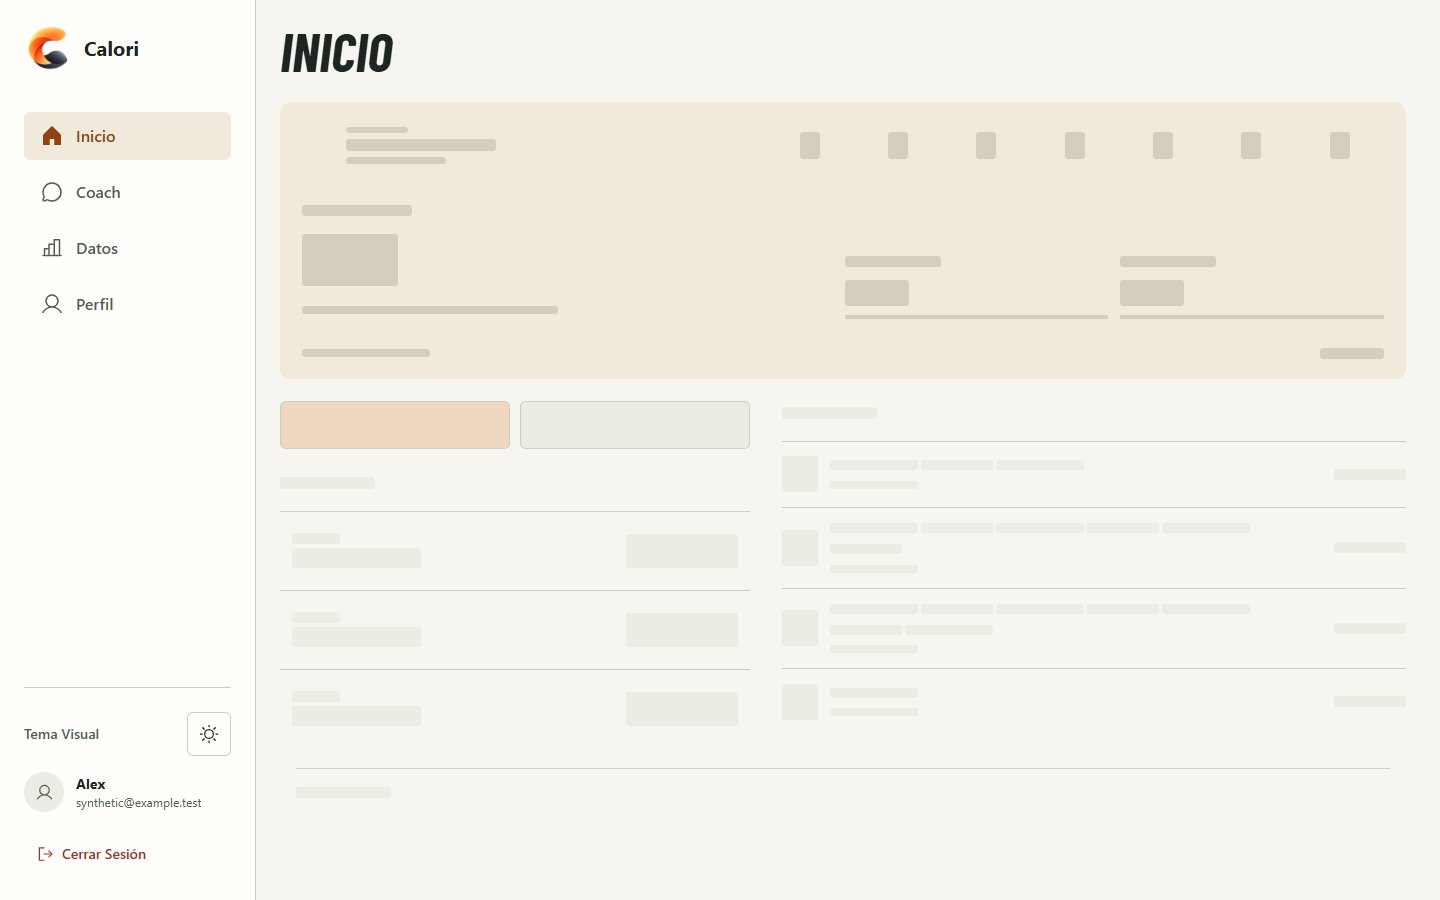 Calori
Inicio
Coach
Datos
Perfil
Tema Visual
Alex
synthetic@example.test
Cerrar Sesión
INICIO